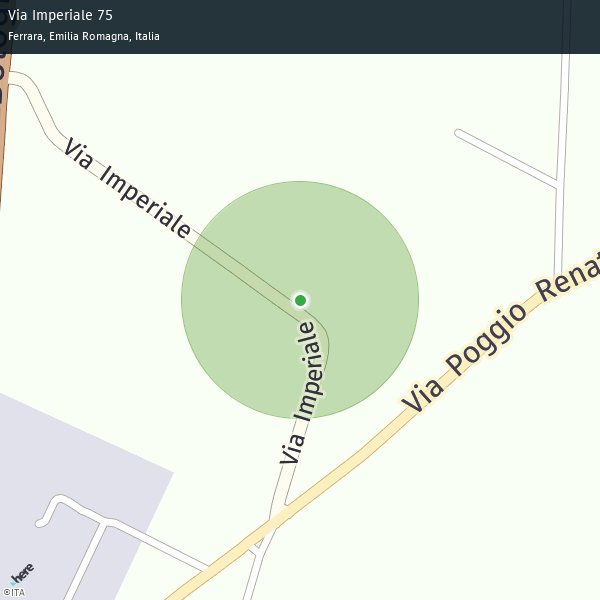 Via Imperiale 75
Ferrara, Emilia Romagna, Italia
Via Imperiale
Via Poggio Renat
Via Imperiale
here
©ITA